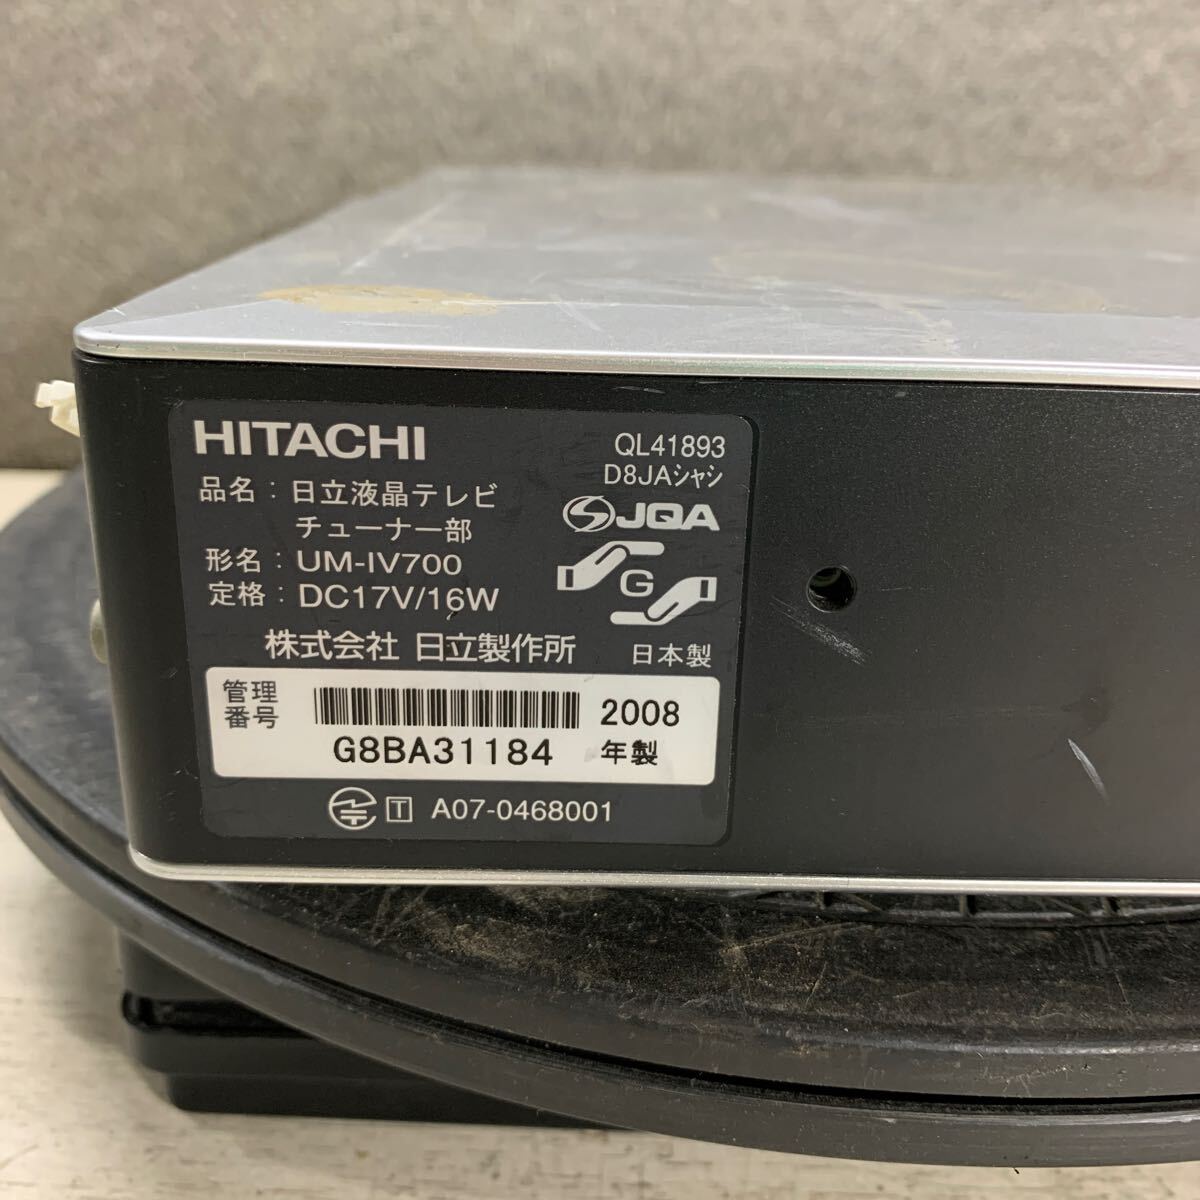 HITACHI
QL41893
D8JAシャシ
品名：日立液晶テレビ
チューナー部
JQA
形名：UM-IV700
G
定格：DC17V/16W
株式会社 日立製作所
日本製
管理
番号
2008
年製
G8BA31184
T A07-0468001